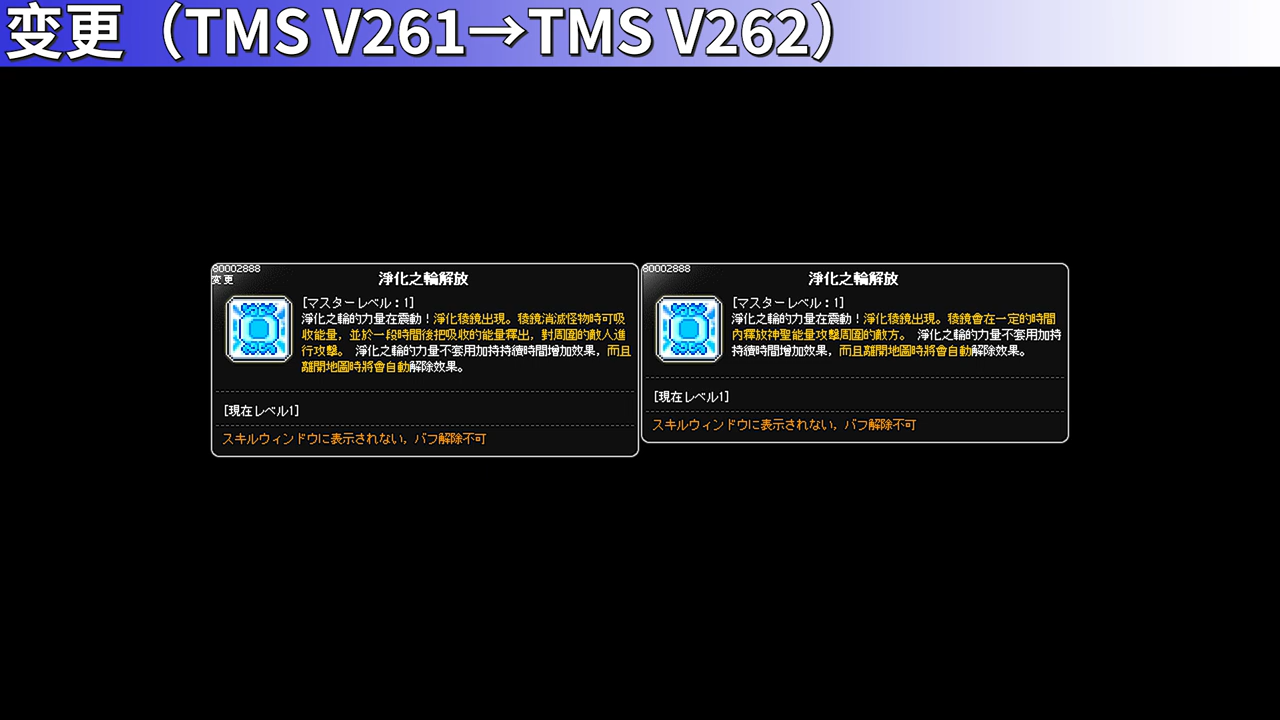 変更（TMS V261→TMS V262）
80002888
変更
淨化之輪解放
[マスターレベル：1]
淨化之輪的力量在震動！淨化稜鏡出現。稜鏡消滅怪物時可吸
收能量，並於一段時間後把吸收的能量釋出，對周圍的敵人進
行攻擊。 淨化之輪的力量不套用加持持續時間增加效果，而且
離開地圖時將會自動解除效果。
[現在レベル1]
スキルウィンドウに表示されない，バフ解除不可
80002888
淨化之輪解放
[マスターレベル：1]
淨化之輪的力量在震動！淨化稜鏡出現。稜鏡會在一定的時間
內釋放神聖能量攻擊周圍的敵方。 淨化之輪的力量不套用加持
持續時間增加效果，而且離開地圖時將會自動解除效果。
[現在レベル1]
スキルウィンドウに表示されない，バフ解除不可